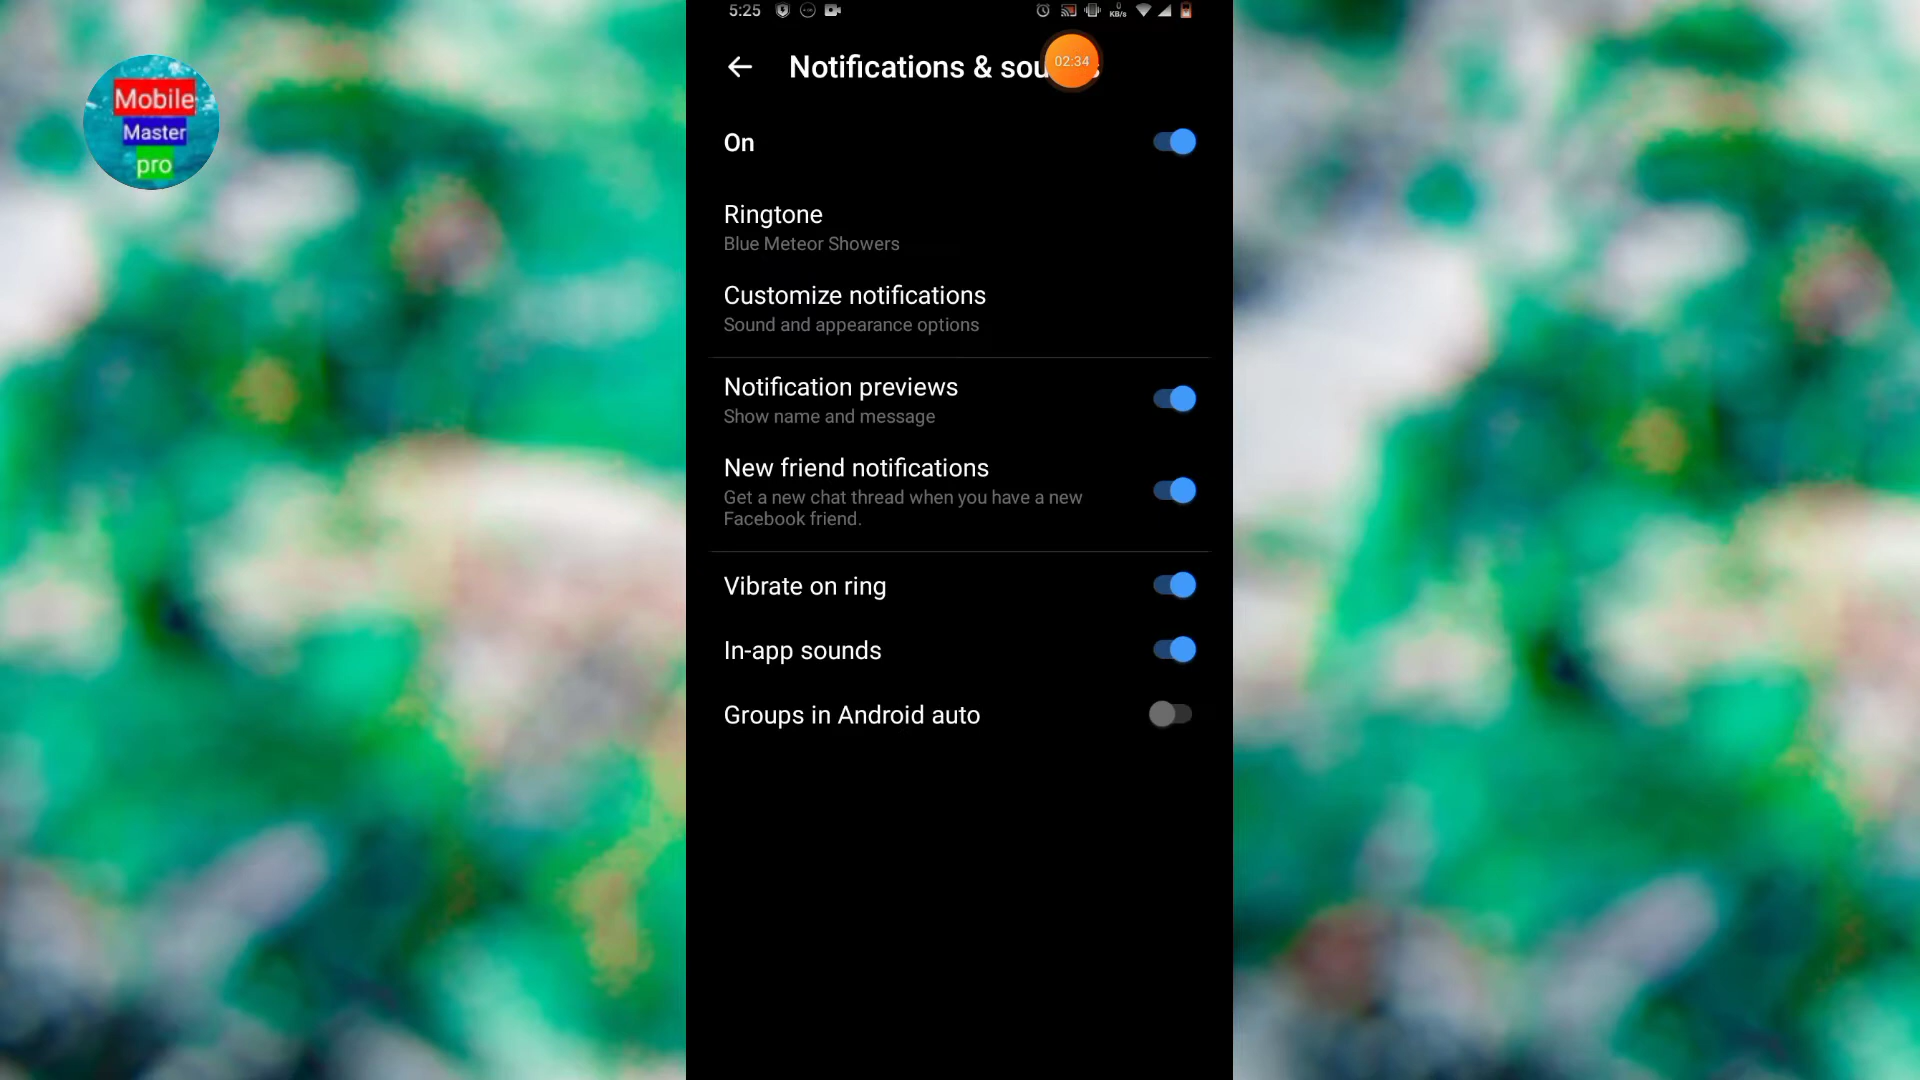 5:25
KB/s
Notifications & sou
02:34
Mobile
Master
pro
On
Ringtone
Blue Meteor Showers
Customize notifications
Sound and appearance options
Notification previews
Show name and message
New friend notifications
Get a new chat thread when you have a new
Facebook friend.
Vibrate on ring
In-app sounds
Groups in Android auto